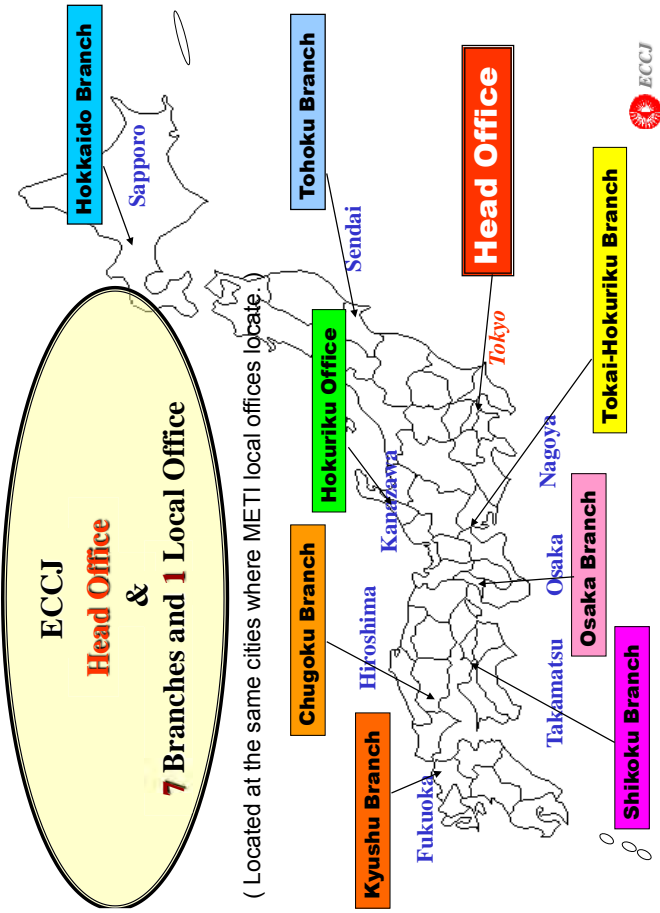 ECCJ
Head Office
&
7 Branches and 1 Local Office
( Located at the same cities where METI local offices locate. )
Hokkaido Branch
Sapporo
Tohoku Branch
Sendai
Head Office
Tokyo
Hokuriku Office
Kanazawa
Tokai-Hokuriku Branch
Nagoya
Chugoku Branch
Hiroshima
Osaka Branch
Osaka
Kyushu Branch
Fukuoka
Shikoku Branch
Takamatsu
ECCJ